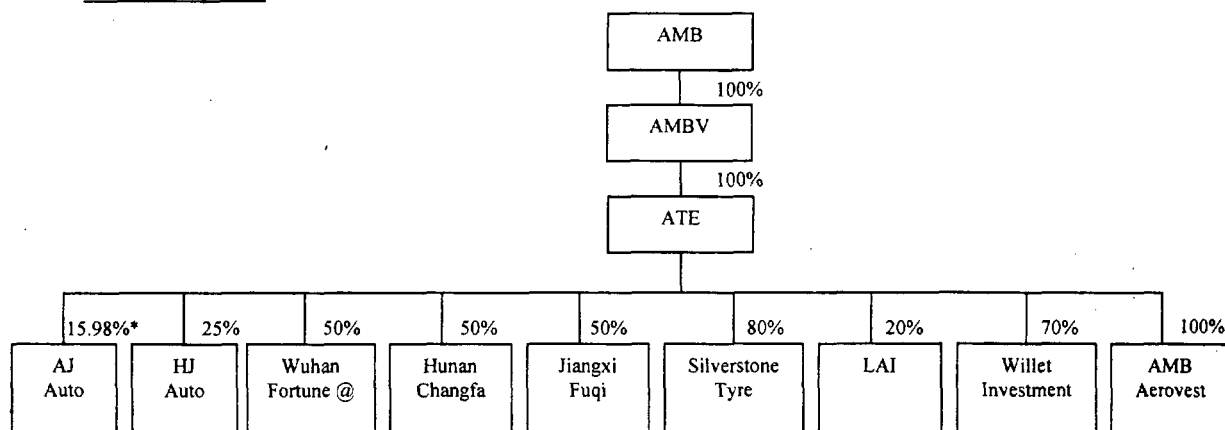 AMB
100%
AMBV
100%
ATE
15.98%* 25% 50% 50% 50% 80% 20% 70% 100%
AJ Auto
HJ Auto
Wuhan Fortune @
Hunan Changfa
Jiangxi Fuqi
Silverstone Tyre
LAI
Willet Investment
AMB Aerovest